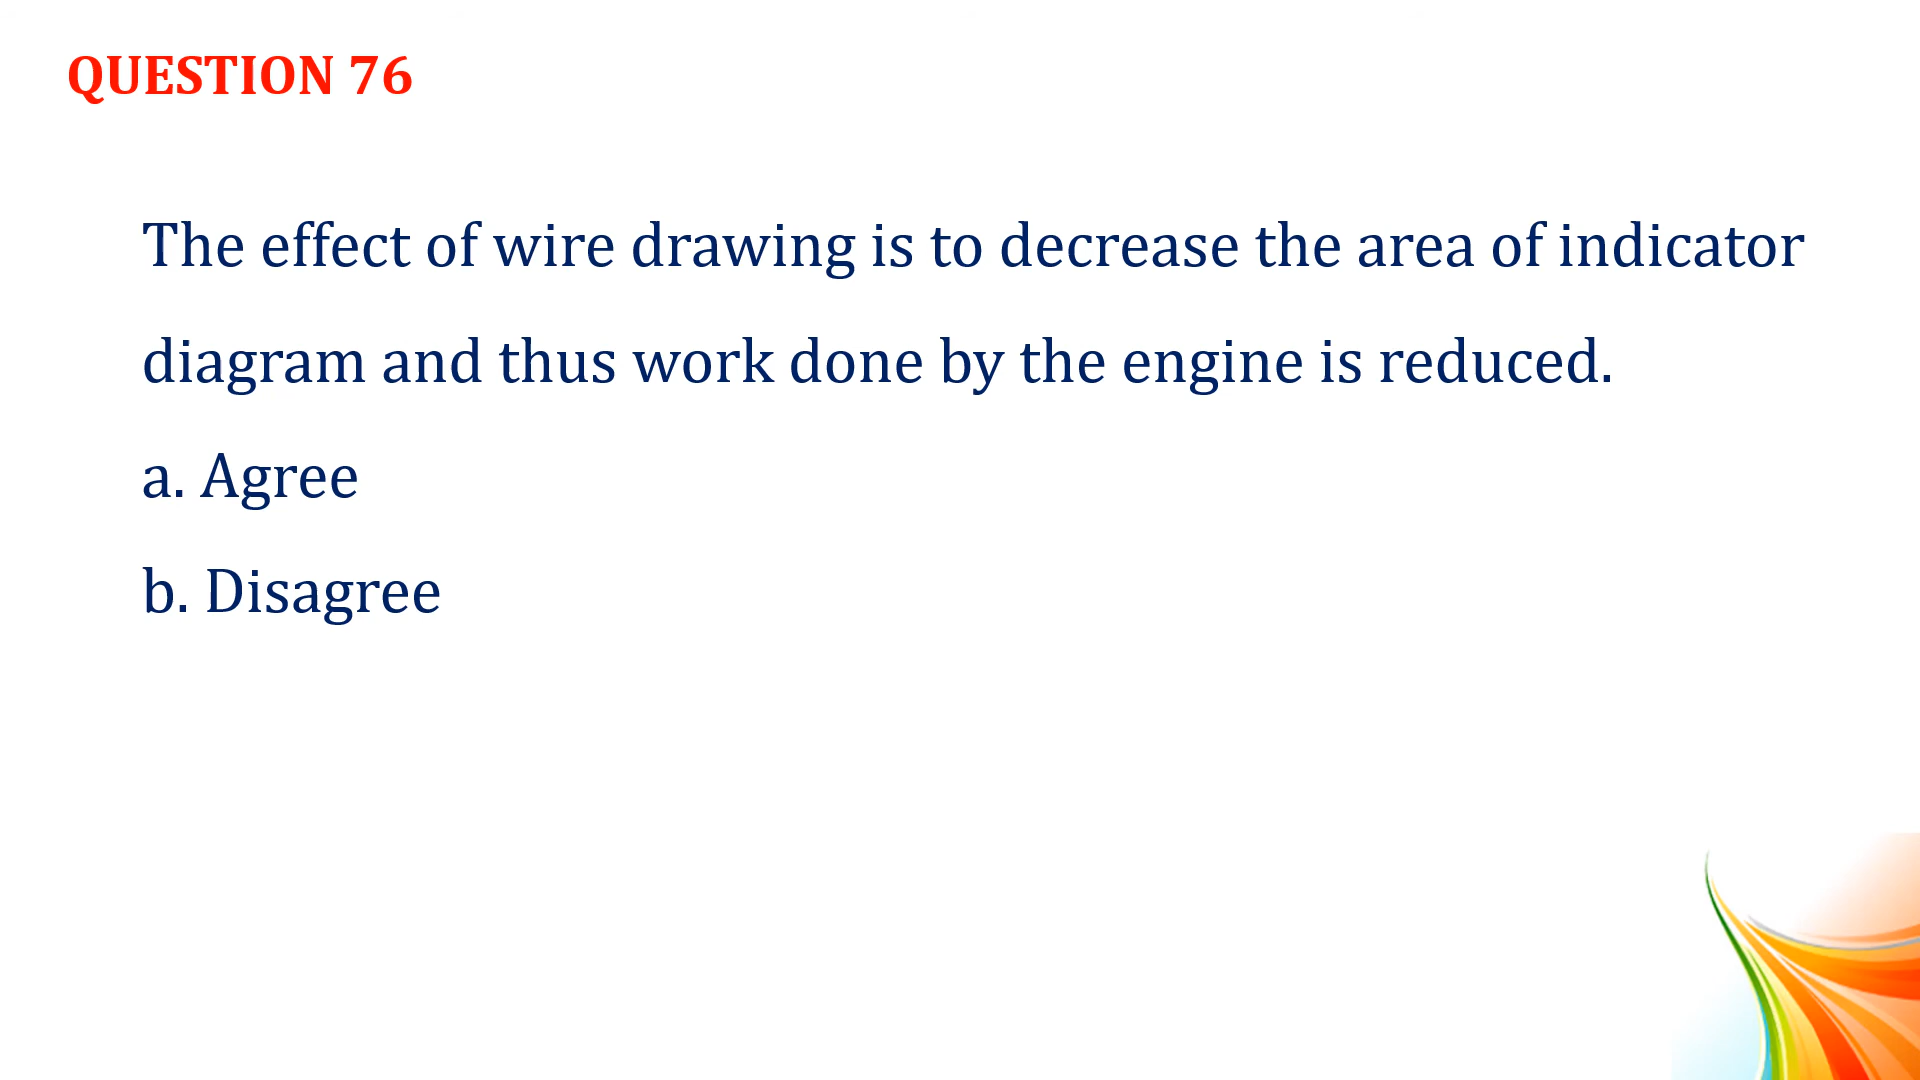 QUESTION 76
The effect of wire drawing is to decrease the area of indicator
diagram and thus work done by the engine is reduced.
a. Agree
b. Disagree